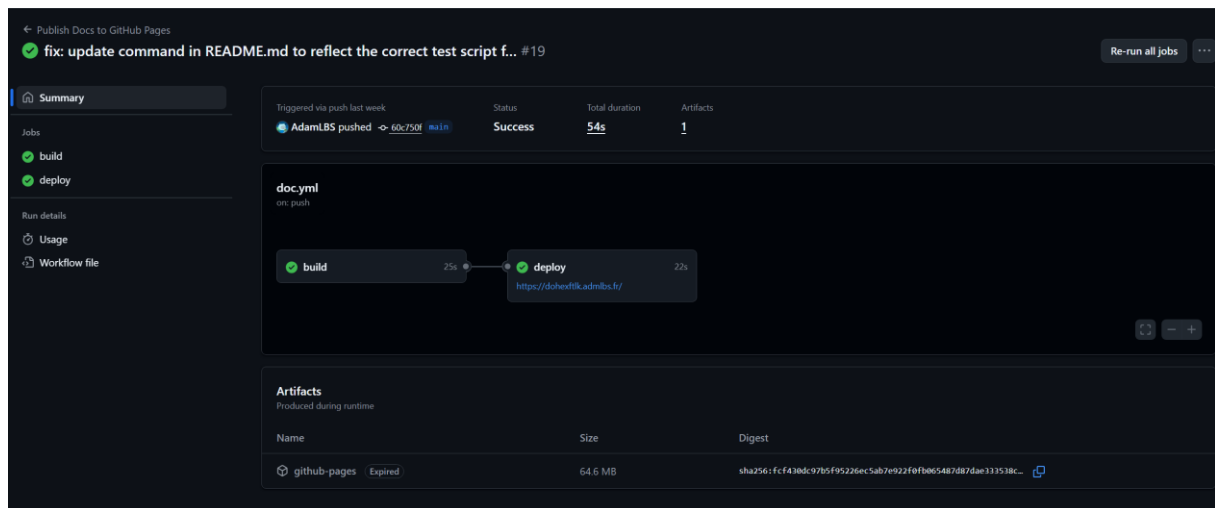 Publish Docs to GitHub Pages
fix: update command in README.md to reflect the correct test script f... #19
Re-run all jobs
Summary
Jobs
build
deploy
Run details
Usage
Workflow file
Triggered via push last week
Status
Total duration
Artifacts
AdamLBS pushed 60c750f main
Success
54s
1
doc.yml
on: push
build 25s
deploy 22s
https://dohexftlk.admlbs.fr/
Artifacts
Produced during runtime
Name Size Digest
github-pages Expired 64.6 MB sha256:fcf430dc97b5f95226ec5ab7e922f0fb065487d87dae333538c…